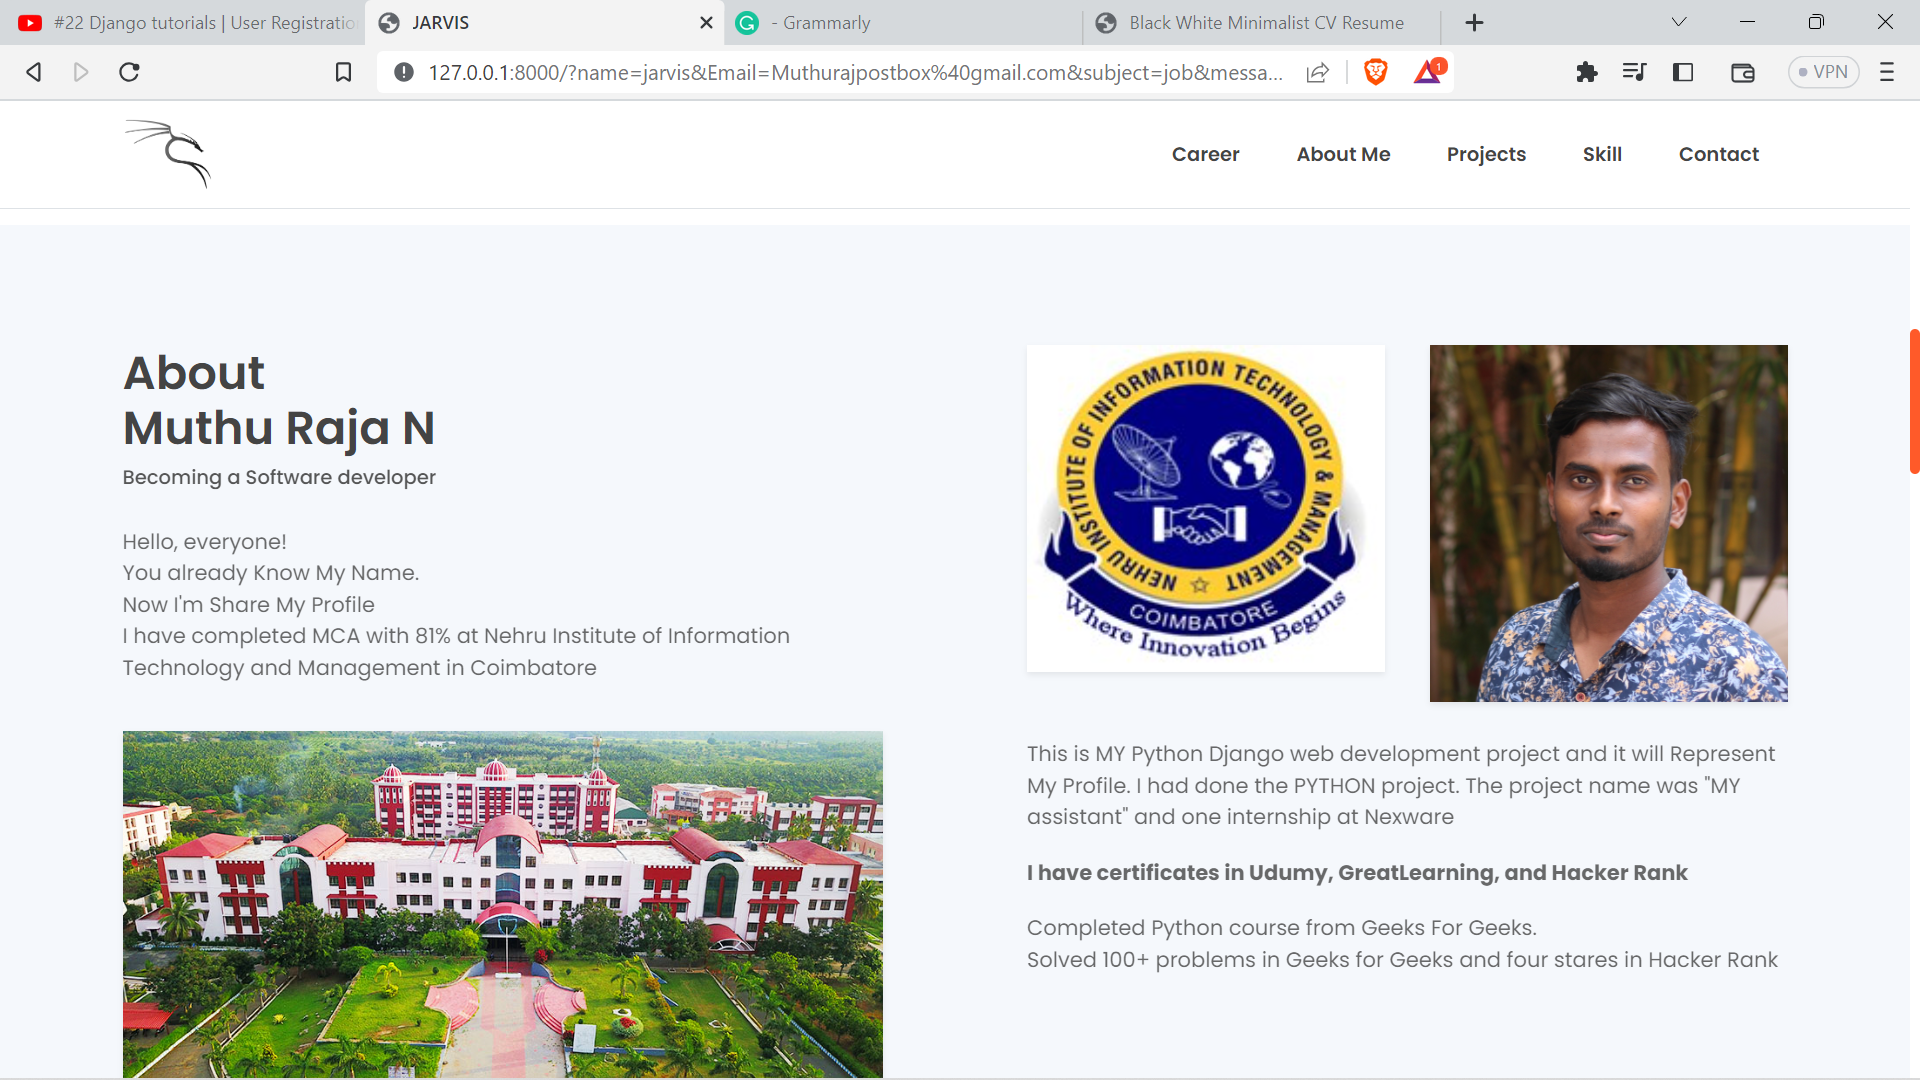 #22 Django tutorials | User Registratio
JARVIS
- Grammarly
Black White Minimalist CV Resume
127.0.0.1:8000/?name=jarvis&Email=Muthurajpostbox%40gmail.com&subject=job&messa...
1
VPN
Career
About Me
Projects
Skill
Contact
About
Muthu Raja N
Becoming a Software developer
Hello, everyone!
You already Know My Name.
Now I'm Share My Profile
I have completed MCA with 81% at Nehru Institute of Information
Technology and Management in Coimbatore
NEHRU INSTITUTE OF INFORMATION TECHNOLOGY & MANAGEMENT
COIMBATORE
Where Innovation Begins
This is MY Python Django web development project and it will Represent
My Profile. I had done the PYTHON project. The project name was "MY
assistant" and one internship at Nexware
I have certificates in Udumy, GreatLearning, and Hacker Rank
Completed Python course from Geeks For Geeks.
Solved 100+ problems in Geeks for Geeks and four stares in Hacker Rank